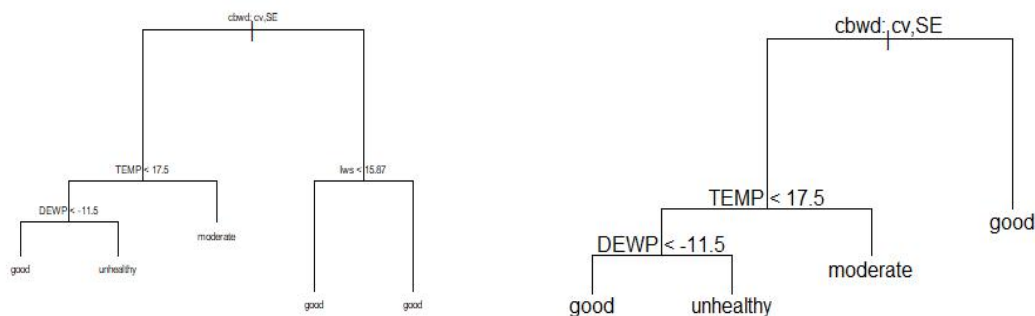 cbwd: cv,SE
TEMP < 17.5
Iws < 15.87
DEWP < -11.5
moderate
good
unhealthy
good
good
cbwd: cv,SE
TEMP < 17.5
good
DEWP < -11.5
moderate
good
unhealthy